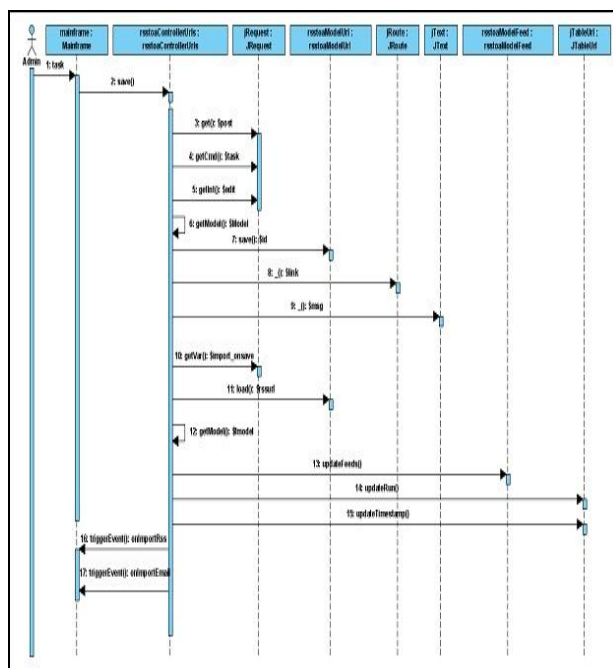 mainframe :
Mainframe
rsstoaControllerUrls :
rsstoaControllerUrls
jRequest :
JRequest
rsstoaModelUrl :
rsstoaModelUrl
jRoute :
JRoute
jText :
JText
rsstoaModelFeed :
rsstoaModelFeed
jTableUrl :
JTableUrl
Admin
1: task
2: save()
3: get(): $post
4: getCmd(): $task
5: getInt(): $edit
6: getModel(): $Model
7: save(): $id
8: _(): $link
9: _(): $msg
10: getVar(): $import_onsave
11: load(): $rssurl
12: getModel(): $fmodel
13: updateFeeds()
14: updateRun()
15: updateTimestamp()
16: triggerEvent(): onImportRss
17: triggerEvent(): onImportEmail